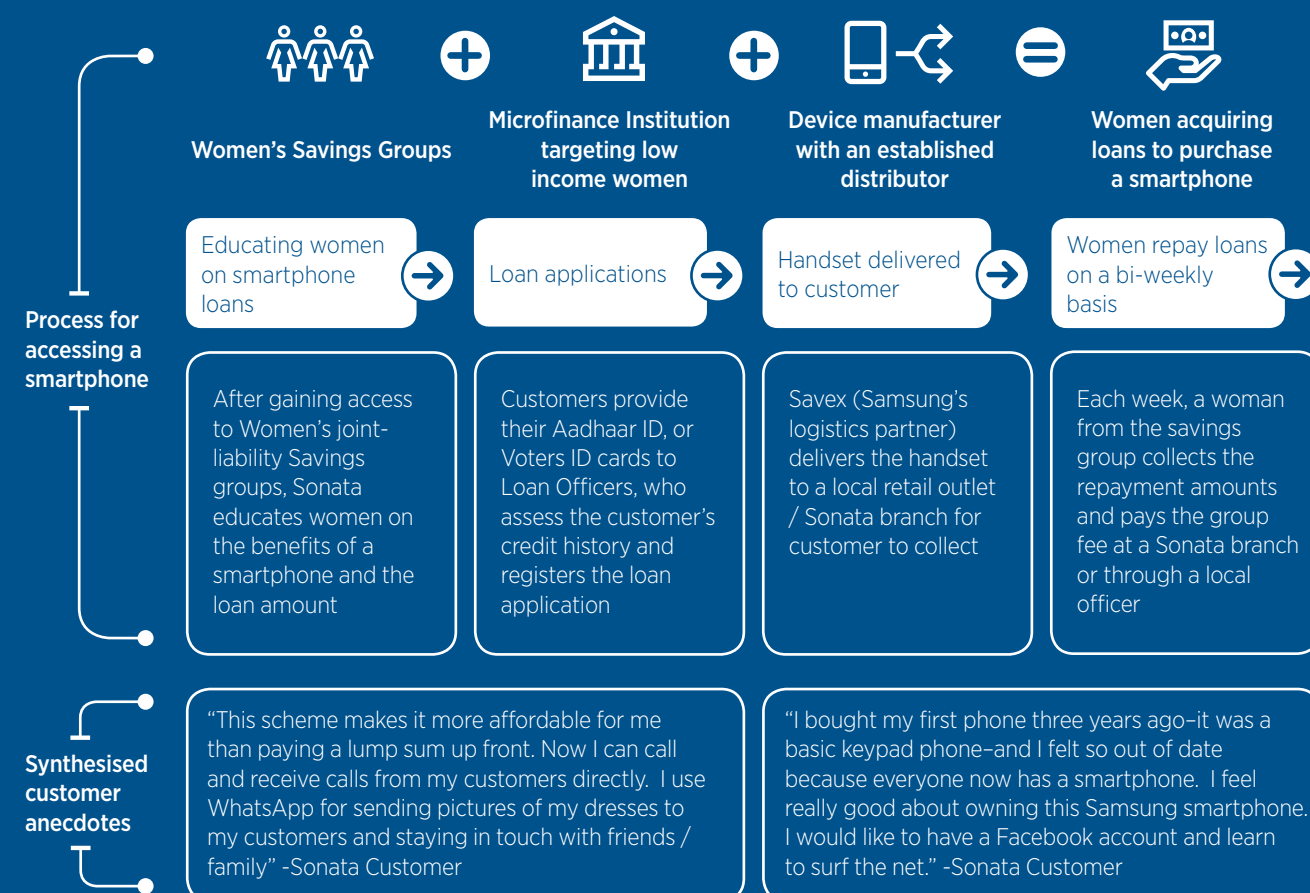 Women's Savings Groups
Microfinance Institution
targeting low
income women
Device manufacturer
with an established
distributor
Women acquiring
loans to purchase
a smartphone
Process for
accessing a
smartphone
Educating women
on smartphone
loans
Loan applications
Handset delivered
to customer
Women repay loans
on a bi-weekly
basis
After gaining access
to Women's joint-
liability Savings
groups, Sonata
educates women on
the benefits of a
smartphone and the
loan amount
Customers provide
their Aadhaar ID, or
Voters ID cards to
Loan Officers, who
assess the customer's
credit history and
registers the loan
application
Savex (Samsung's
logistics partner)
delivers the handset
to a local retail outlet
/ Sonata branch for
customer to collect
Each week, a woman
from the savings
group collects the
repayment amounts
and pays the group
fee at a Sonata branch
or through a local
officer
Synthesised
customer
anecdotes
“This scheme makes it more affordable for me
than paying a lump sum up front. Now I can call
and receive calls from my customers directly.  I use
WhatsApp for sending pictures of my dresses to
my customers and staying in touch with friends /
family” -Sonata Customer
“I bought my first phone three years ago–it was a
basic keypad phone–and I felt so out of date
because everyone now has a smartphone.  I feel
really good about owning this Samsung smartphone.
I would like to have a Facebook account and learn
to surf the net.” -Sonata Customer